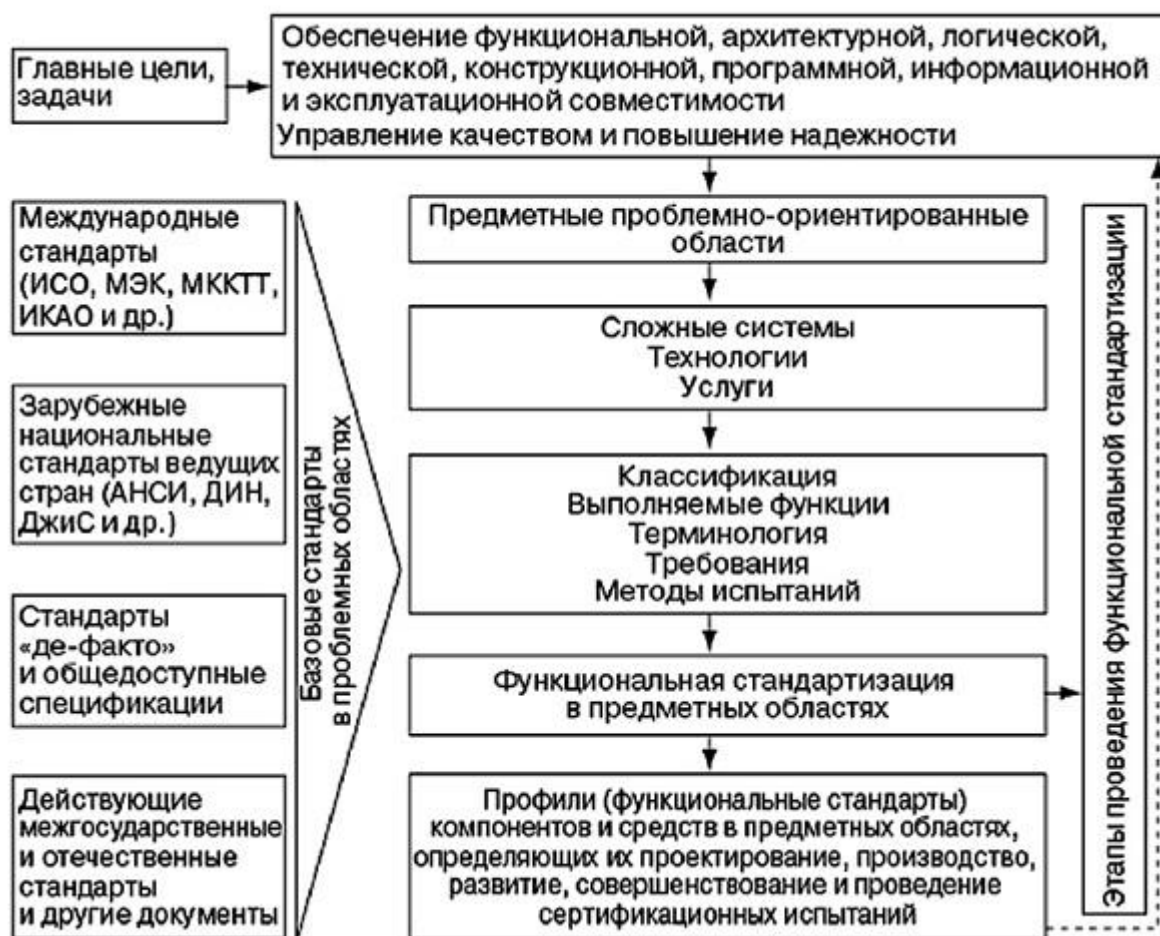 Главные цели,
задачи
Обеспечение функциональной, архитектурной, логической,
технической, конструкционной, программной, информационной
и эксплуатационной совместимости
Управление качеством и повышение надежности
Международные
стандарты
(ИСО, МЭК, МККТТ,
ИКАО и др.)
Зарубежные
национальные
стандарты ведущих
стран (АНСИ, ДИН,
ДжиС и др.)
Стандарты
«де-факто»
и общедоступные
спецификации
Действующие
межгосударственные
и отечественные
стандарты
и другие документы
Базовые стандарты
в проблемных областях
Предметные проблемно-ориентированные
области
Сложные системы
Технологии
Услуги
Классификация
Выполняемые функции
Терминология
Требования
Методы испытаний
Функциональная стандартизация
в предметных областях
Профили (функциональные стандарты)
компонентов и средств в предметных областях,
определяющих их проектирование, производство,
развитие, совершенствование и проведение
сертификационных испытаний
Этапы проведения функциональной стандартизации